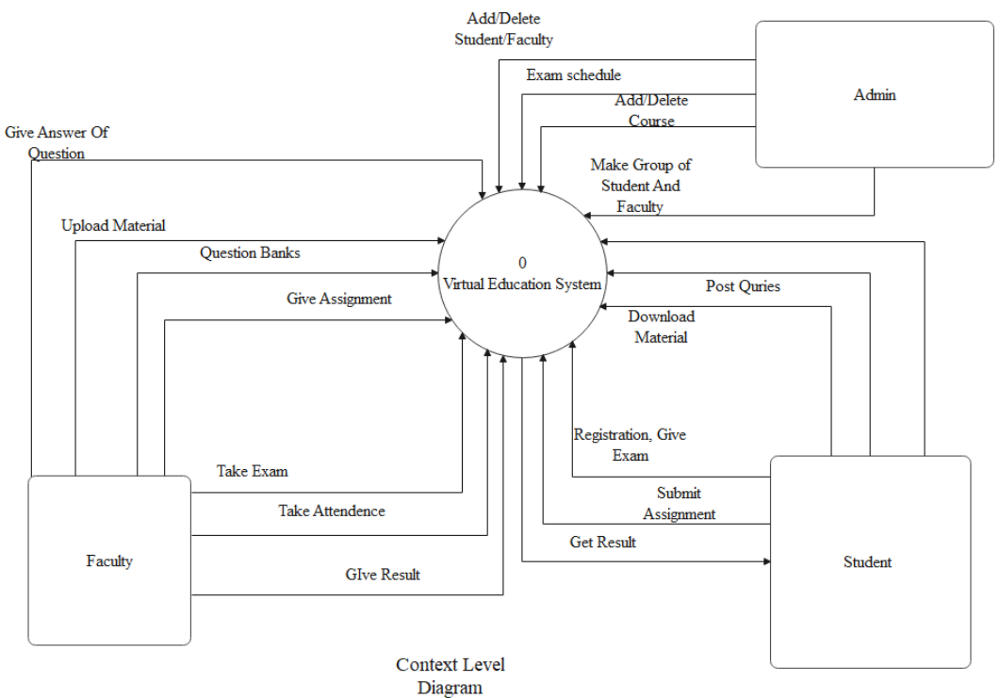 Add/Delete
Student/Faculty
Exam schedule
Add/Delete
Course
Admin
Give Answer Of
Question
Make Group of
Student And
Faculty
Upload Material
Question Banks
Give Assignment
0
Virtual Education System
Post Quries
Download
Material
Registration, Give
Exam
Take Exam
Submit
Assignment
Take Attendence
Get Result
Faculty
GIve Result
Student
Context Level
Diagram